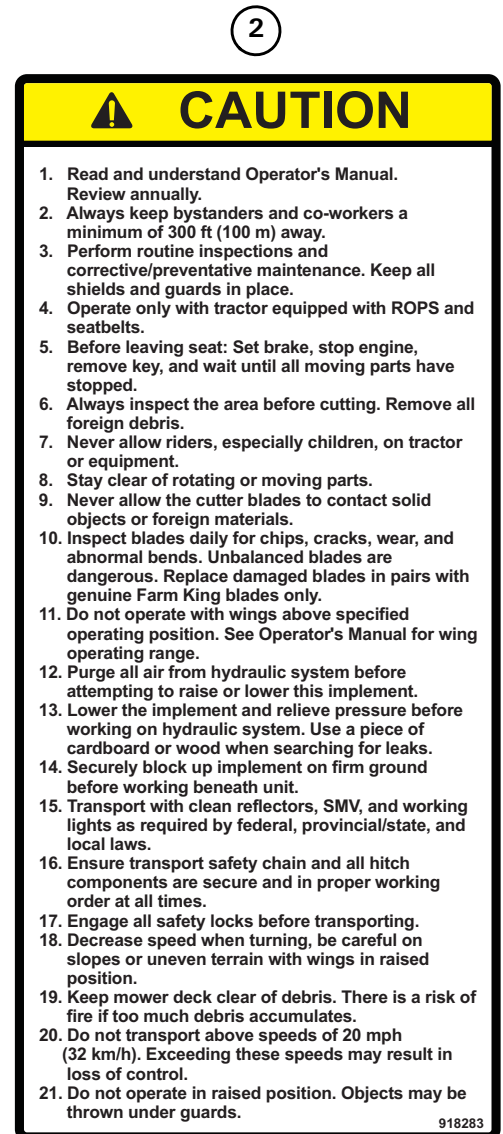 2
CAUTION
1. Read and understand Operator's Manual.
Review annually.
2. Always keep bystanders and co-workers a
minimum of 300 ft (100 m) away.
3. Perform routine inspections and
corrective/preventative maintenance. Keep all
shields and guards in place.
4. Operate only with tractor equipped with ROPS and
seatbelts.
5. Before leaving seat: Set brake, stop engine,
remove key, and wait until all moving parts have
stopped.
6. Always inspect the area before cutting. Remove all
foreign debris.
7. Never allow riders, especially children, on tractor
or equipment.
8. Stay clear of rotating or moving parts.
9. Never allow the cutter blades to contact solid
objects or foreign materials.
10. Inspect blades daily for chips, cracks, wear, and
abnormal bends. Unbalanced blades are
dangerous. Replace damaged blades in pairs with
genuine Farm King blades only.
11. Do not operate with wings above specified
operating position. See Operator's Manual for wing
operating range.
12. Purge all air from hydraulic system before
attempting to raise or lower this implement.
13. Lower the implement and relieve pressure before
working on hydraulic system. Use a piece of
cardboard or wood when searching for leaks.
14. Securely block up implement on firm ground
before working beneath unit.
15. Transport with clean reflectors, SMV, and working
lights as required by federal, provincial/state, and
local laws.
16. Ensure transport safety chain and all hitch
components are secure and in proper working
order at all times.
17. Engage all safety locks before transporting.
18. Decrease speed when turning, be careful on
slopes or uneven terrain with wings in raised
position.
19. Keep mower deck clear of debris. There is a risk of
fire if too much debris accumulates.
20. Do not transport above speeds of 20 mph
(32 km/h). Exceeding these speeds may result in
loss of control.
21. Do not operate in raised position. Objects may be
thrown under guards.
918283